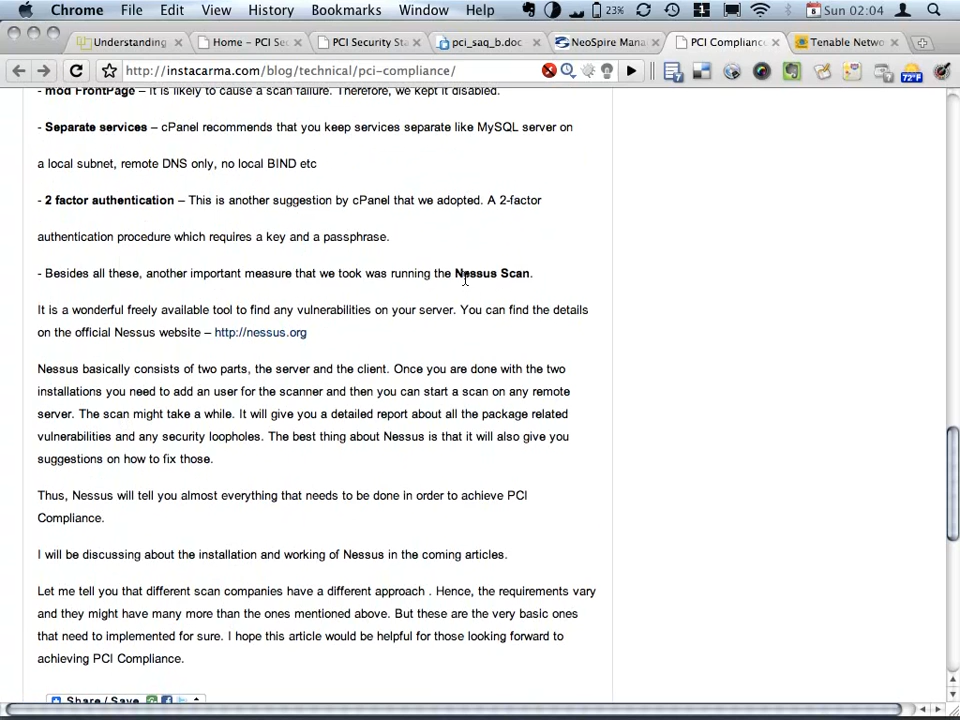 Chrome File Edit View History Bookmarks Window Help 23% Sun 02:04
Understanding Home – PCI Sec PCI Security Sta pci_saq_b.doc NeoSpire Mana PCI Compliance Tenable Netwo
http://instacarma.com/blog/technical/pci-compliance/ 72°F
- mod FrontPage – It is likely to cause a scan failure. Therefore, we kept it disabled.
- Separate services – cPanel recommends that you keep services separate like MySQL server on
a local subnet, remote DNS only, no local BIND etc
- 2 factor authentication – This is another suggestion by cPanel that we adopted. A 2-factor
authentication procedure which requires a key and a passphrase.
- Besides all these, another important measure that we took was running the Nessus Scan.
It is a wonderful freely available tool to find any vulnerabilities on your server. You can find the details
on the official Nessus website – http://nessus.org
Nessus basically consists of two parts, the server and the client. Once you are done with the two
installations you need to add an user for the scanner and then you can start a scan on any remote
server. The scan might take a while. It will give you a detailed report about all the package related
vulnerabilities and any security loopholes. The best thing about Nessus is that it will also give you
suggestions on how to fix those.
Thus, Nessus will tell you almost everything that needs to be done in order to achieve PCI
Compliance.
I will be discussing about the installation and working of Nessus in the coming articles.
Let me tell you that different scan companies have a different approach . Hence, the requirements vary
and they might have many more than the ones mentioned above. But these are the very basic ones
that need to implemented for sure. I hope this article would be helpful for those looking forward to
achieving PCI Compliance.
Share / Save